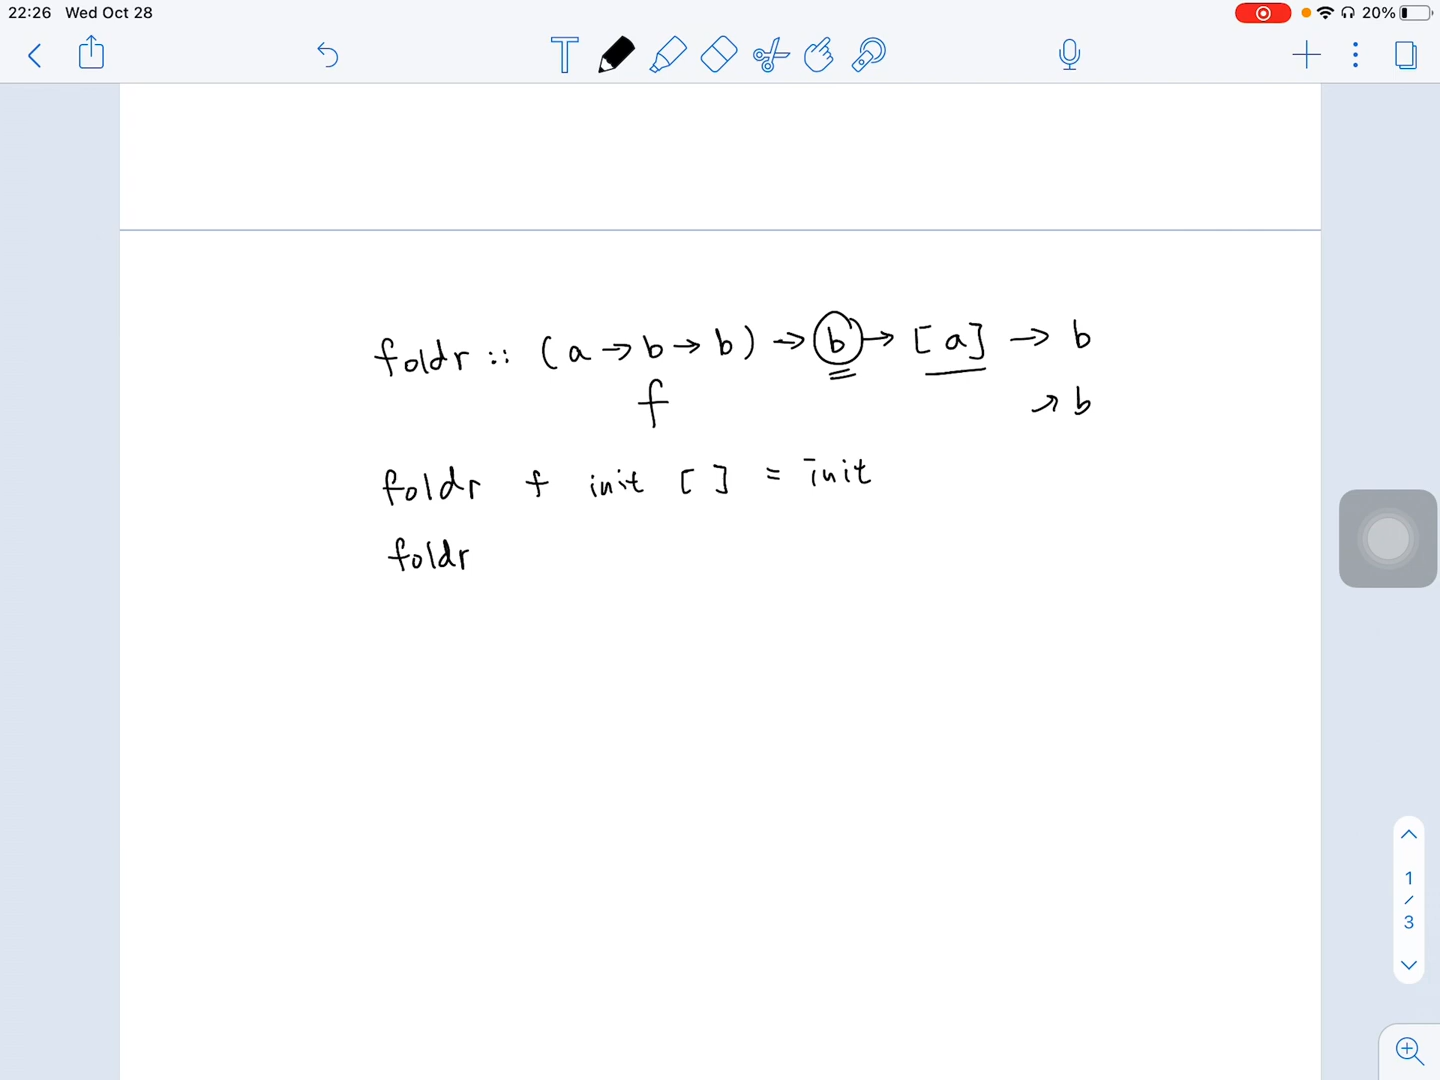 22:26 Wed Oct 28 20%
T
foldr :: (a → b → b) → b → [a] → b
f ↗ b
foldr f init [] = init
foldr
1
/
3